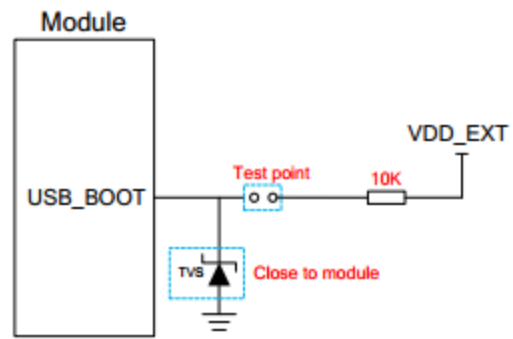 Module
VDD_EXT
Test point
10K
USB_BOOT
TVS
Close to module